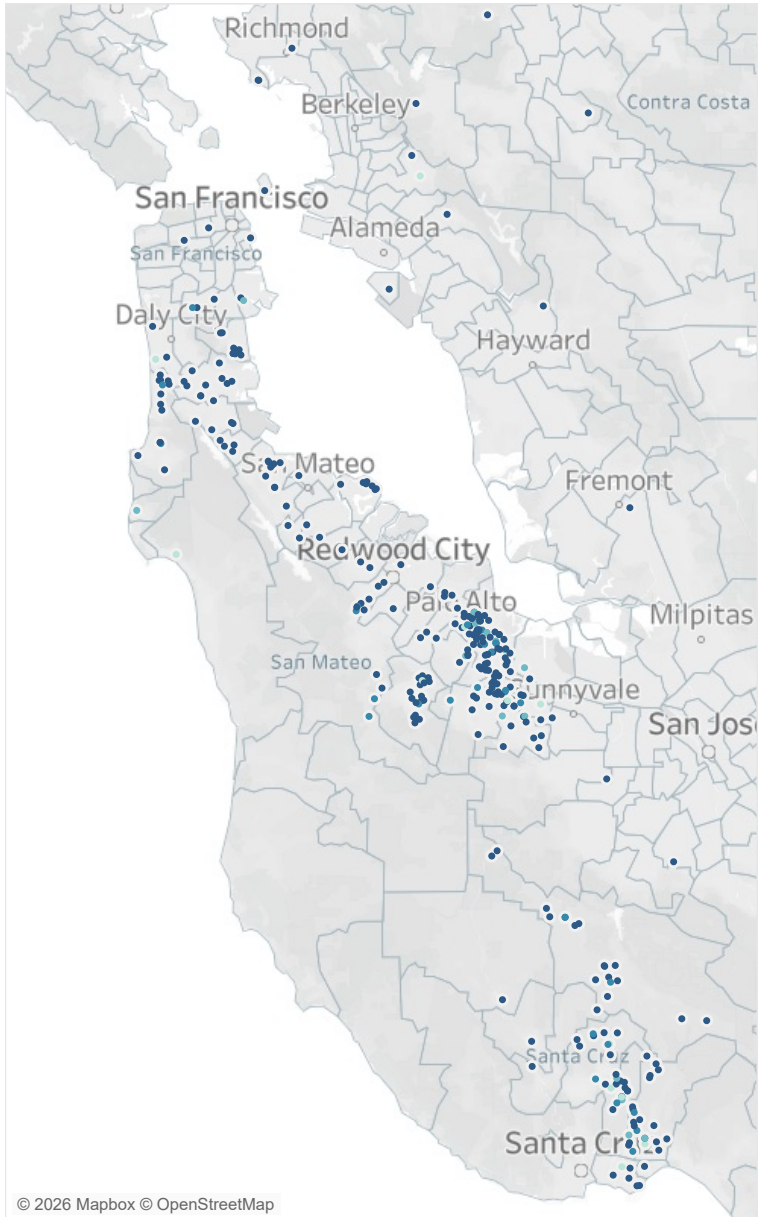 Richmond
Berkeley
Contra Costa
San Francisco
Alameda
San Francisco
Daly City
Hayward
San Mateo
Fremont
Redwood City
Palo Alto
Milpitas
San Mateo
Sunnyvale
San Jos
Santa Cruz
Santa Cruz
© 2026 Mapbox © OpenStreetMap